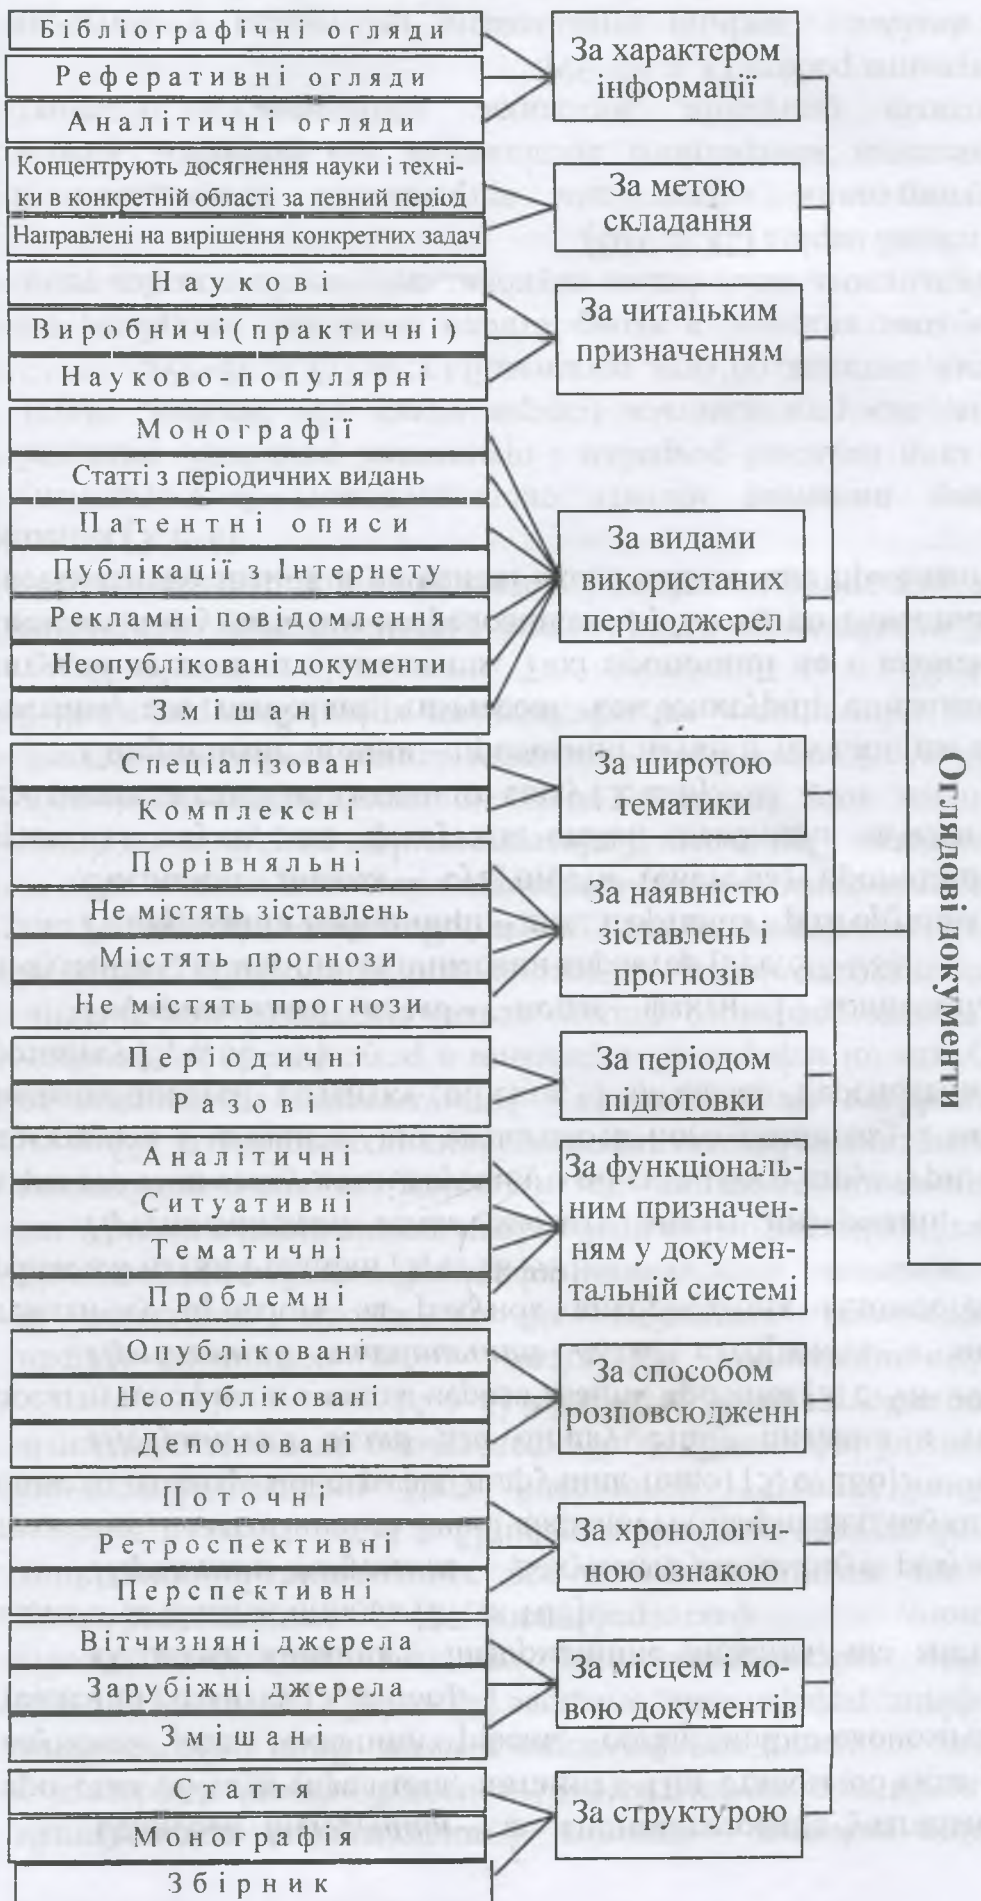 Бібліографічні огляди
Реферативні огляди
Аналітичні огляди
За характером
інформації
Концентрують досягнення науки і техні-
ки в конкретній області за певний період
Направлені на вирішення конкретних задач
За метою
складання
Наукові
Виробничі (практичні)
Науково-популярні
За читацьким
призначенням
Монографії
Статті з періодичних видань
Патентні описи
Публікації з Інтернету
Рекламні повідомлення
Неопубліковані документи
Змішані
За видами
використаних
першоджерел
Спеціалізовані
Комплексні
За широтою
тематики
Порівняльні
Не містять зіставлень
Містять прогнози
Не містять прогнози
За наявністю
зіставлень і
прогнозів
Періодичні
Разові
За періодом
підготовки
Аналітичні
Ситуативні
Тематичні
Проблемні
За функціональ-
ним призначен-
ням у докумен-
тальній системі
Опубліковані
Неопубліковані
Депоновані
За способом
розповсюдженн
Поточні
Ретроспективні
Перспективні
За хронологіч-
ною ознакою
Вітчизняні джерела
Зарубіжні джерела
Змішані
За місцем і мо-
вою документів
Стаття
Монографія
Збірник
За структурою
Оглядові документи